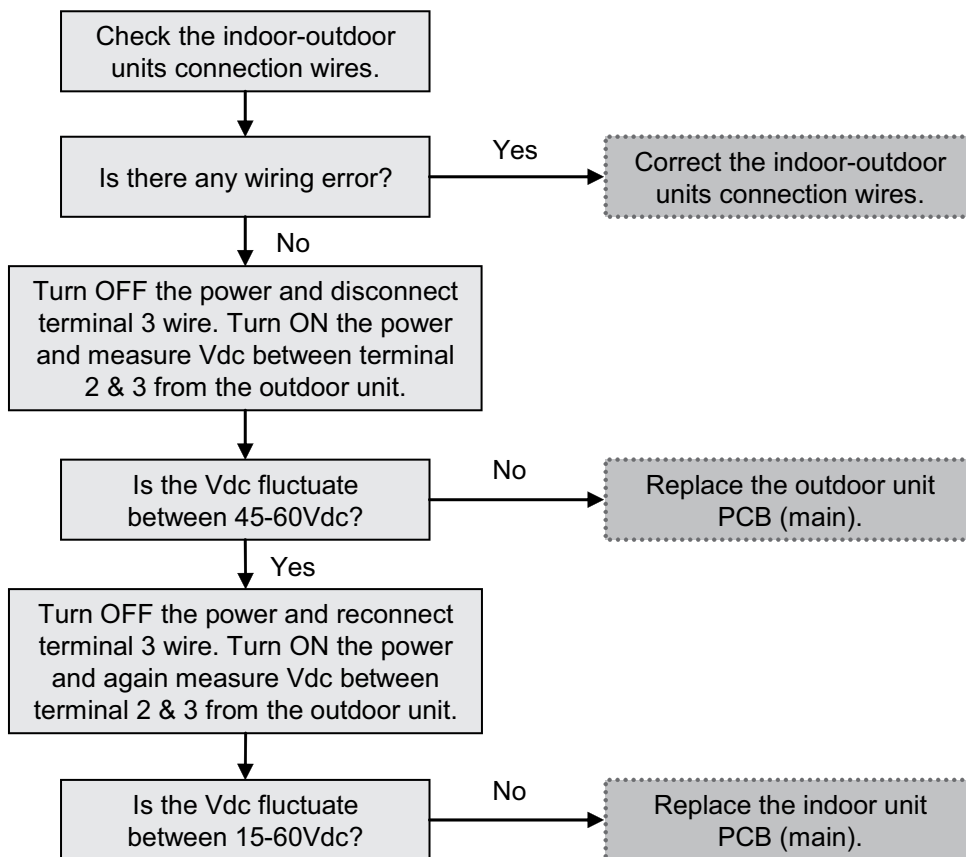 Check the indoor-outdoor
units connection wires.
Is there any wiring error?
Yes
Correct the indoor-outdoor
units connection wires.
No
Turn OFF the power and disconnect
terminal 3 wire. Turn ON the power
and measure Vdc between terminal
2 & 3 from the outdoor unit.
Is the Vdc fluctuate
between 45-60Vdc?
No
Replace the outdoor unit
PCB (main).
Yes
Turn OFF the power and reconnect
terminal 3 wire. Turn ON the power
and again measure Vdc between
terminal 2 & 3 from the outdoor unit.
Is the Vdc fluctuate
between 15-60Vdc?
No
Replace the indoor unit
PCB (main).